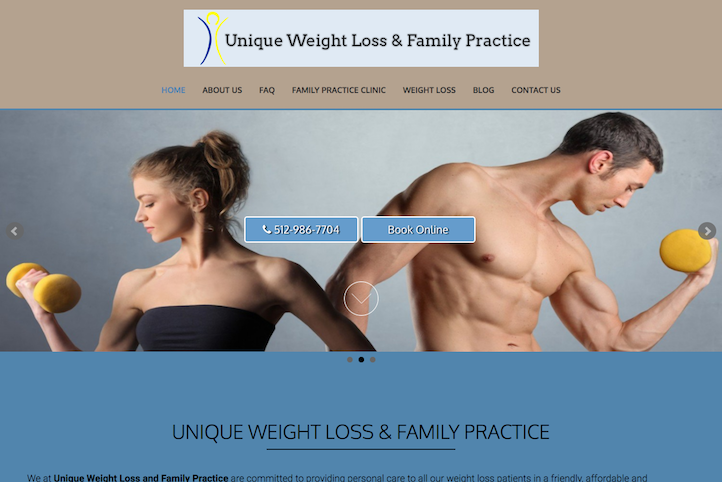 Unique Weight Loss & Family Practice
HOME ABOUT US FAQ FAMILY PRACTICE CLINIC WEIGHT LOSS BLOG CONTACT US
512-986-7704 Book Online
UNIQUE WEIGHT LOSS & FAMILY PRACTICE
We at Unique Weight Loss and Family Practice are committed to providing personal care to all our weight loss patients in a friendly, affordable and